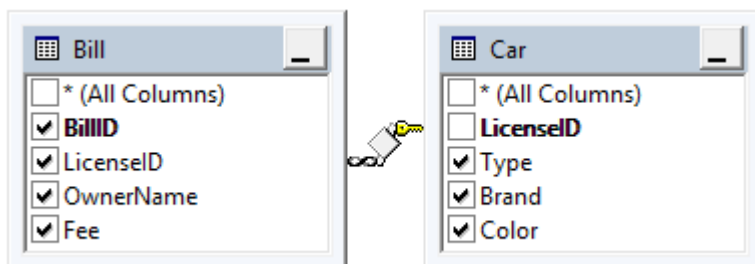 Bill
* (All Columns)
BillID
LicenseID
OwnerName
Fee
Car
* (All Columns)
LicenseID
Type
Brand
Color